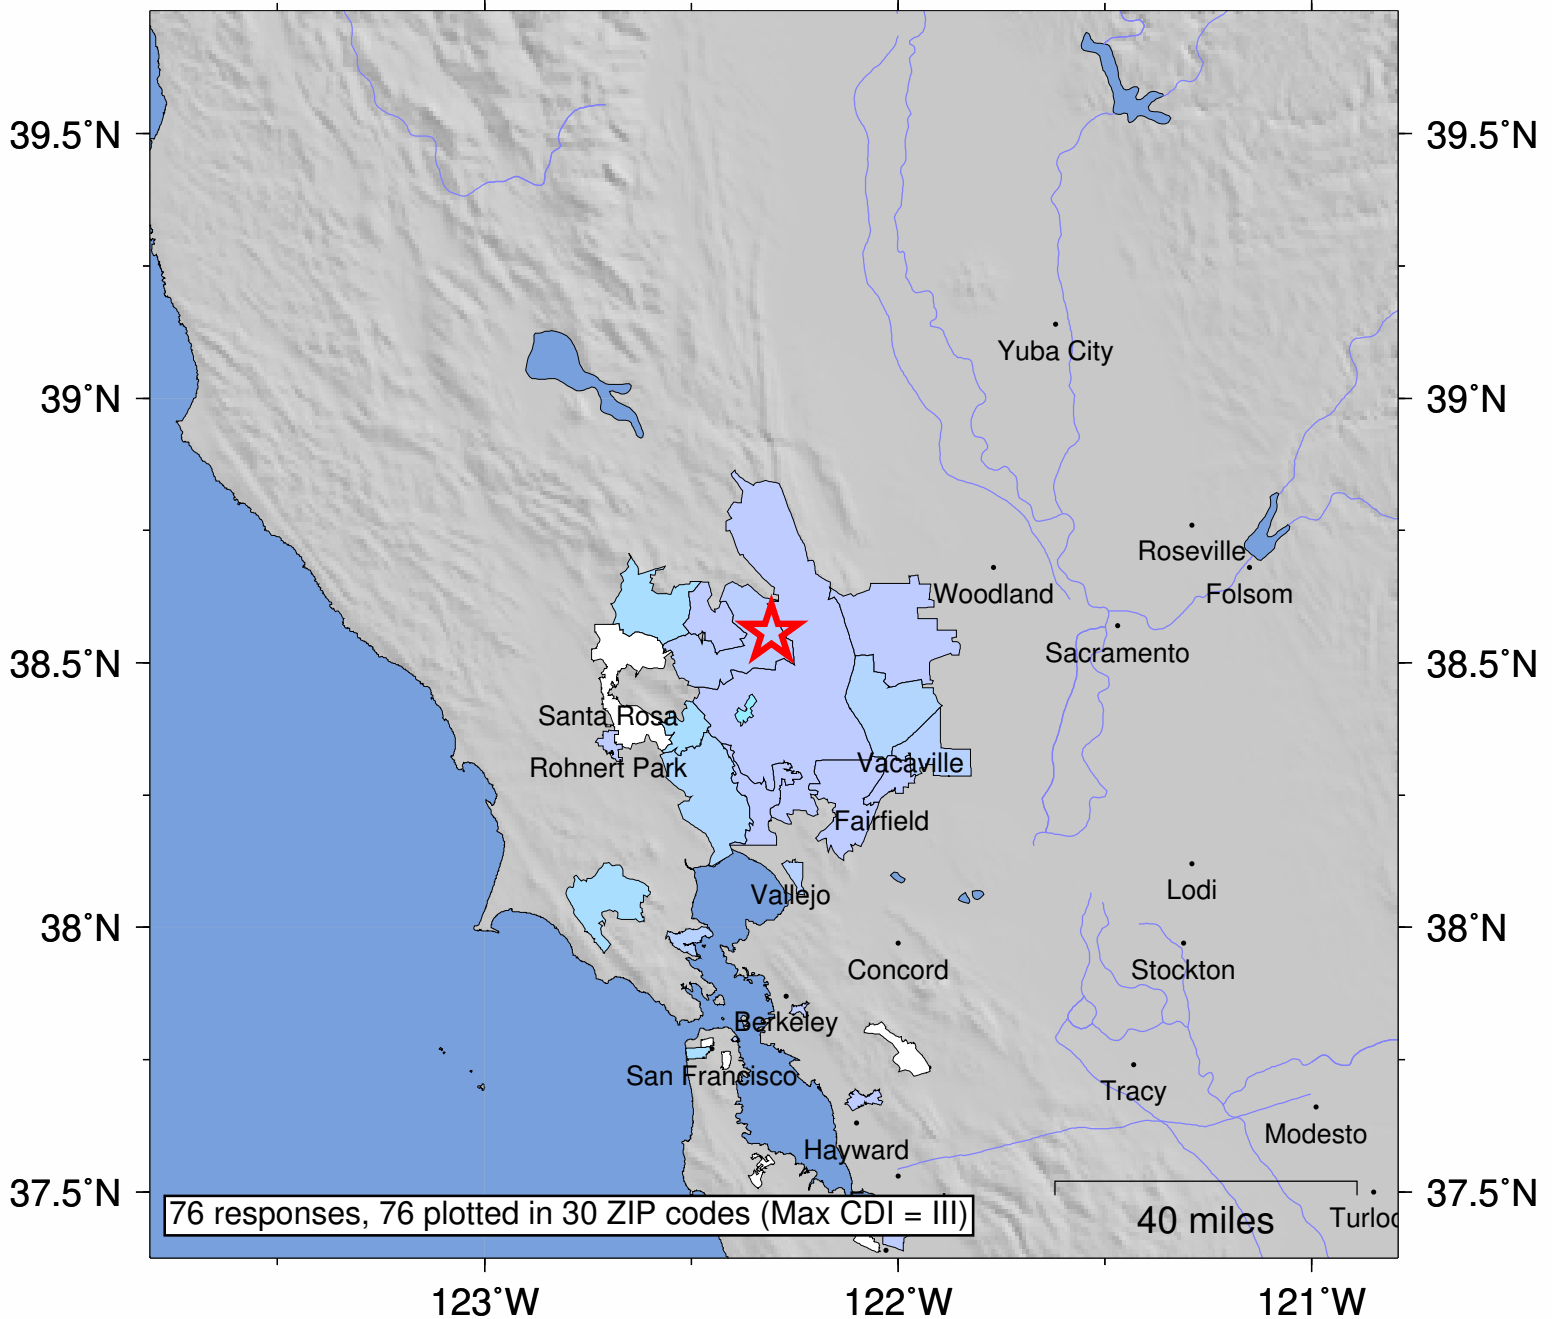 39.5°N
39.5°N
Yuba City
39°N
39°N
Roseville
Woodland
Folsom
Sacramento
38.5°N
38.5°N
Santa Rosa
Rohnert Park
Vacaville
Fairfield
Vallejo
Lodi
38°N
38°N
Concord
Stockton
Berkeley
San Francisco
Tracy
Modesto
Hayward
37.5°N
37.5°N
76 responses, 76 plotted in 30 ZIP codes (Max CDI = III)
40 miles
Turloc
123°W
122°W
121°W